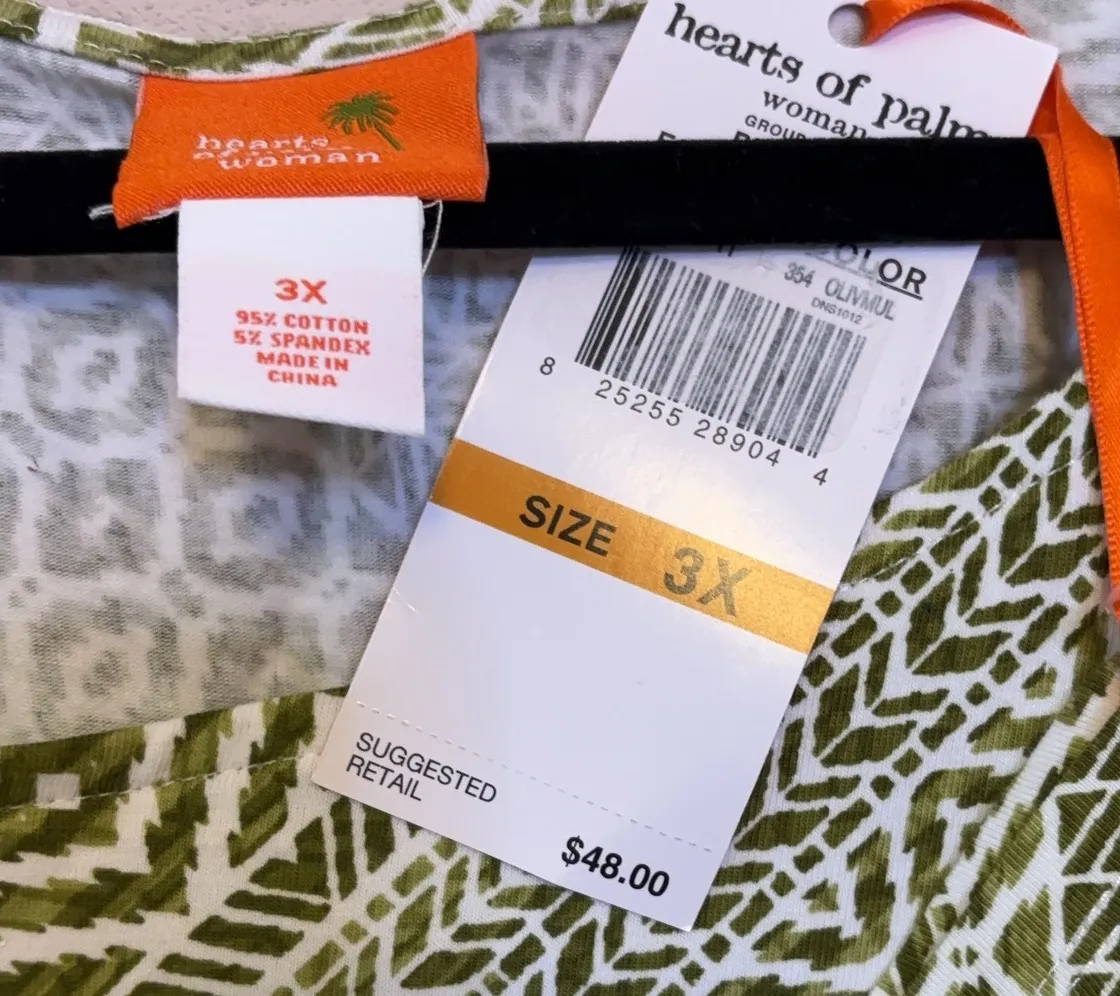 hearts
woman
3X
95% COTTON
5% SPANDEX
MADE IN
CHINA
hearts of palm
woman
GROUP
COLOR
354 OLIVMUL
DNS1012
8 25255 28904 4
SIZE 3X
SUGGESTED
RETAIL
$48.00